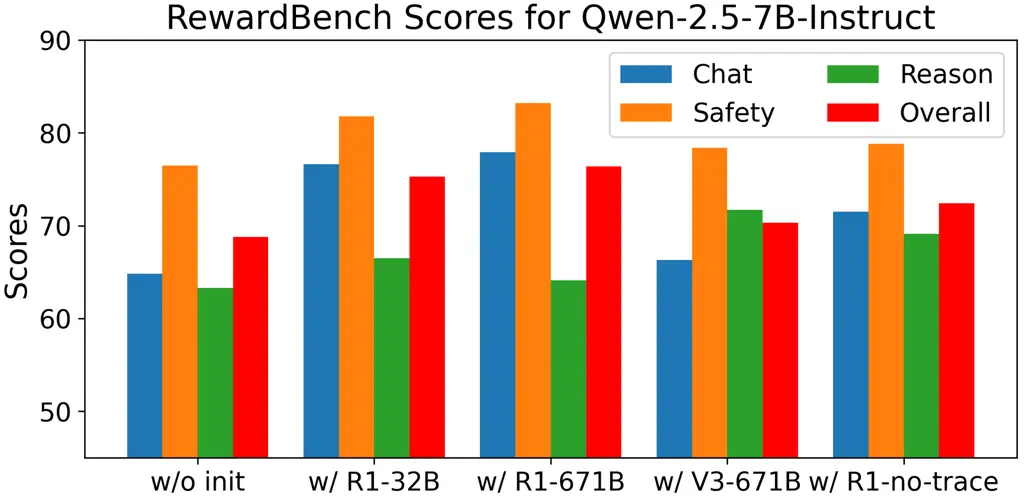 RewardBench Scores for Qwen-2.5-7B-Instruct
90
80
70
60
50
Scores
Chat
Safety
Reason
Overall
w/o init
w/ R1-32B
w/ R1-671B
w/ V3-671B
w/ R1-no-trace